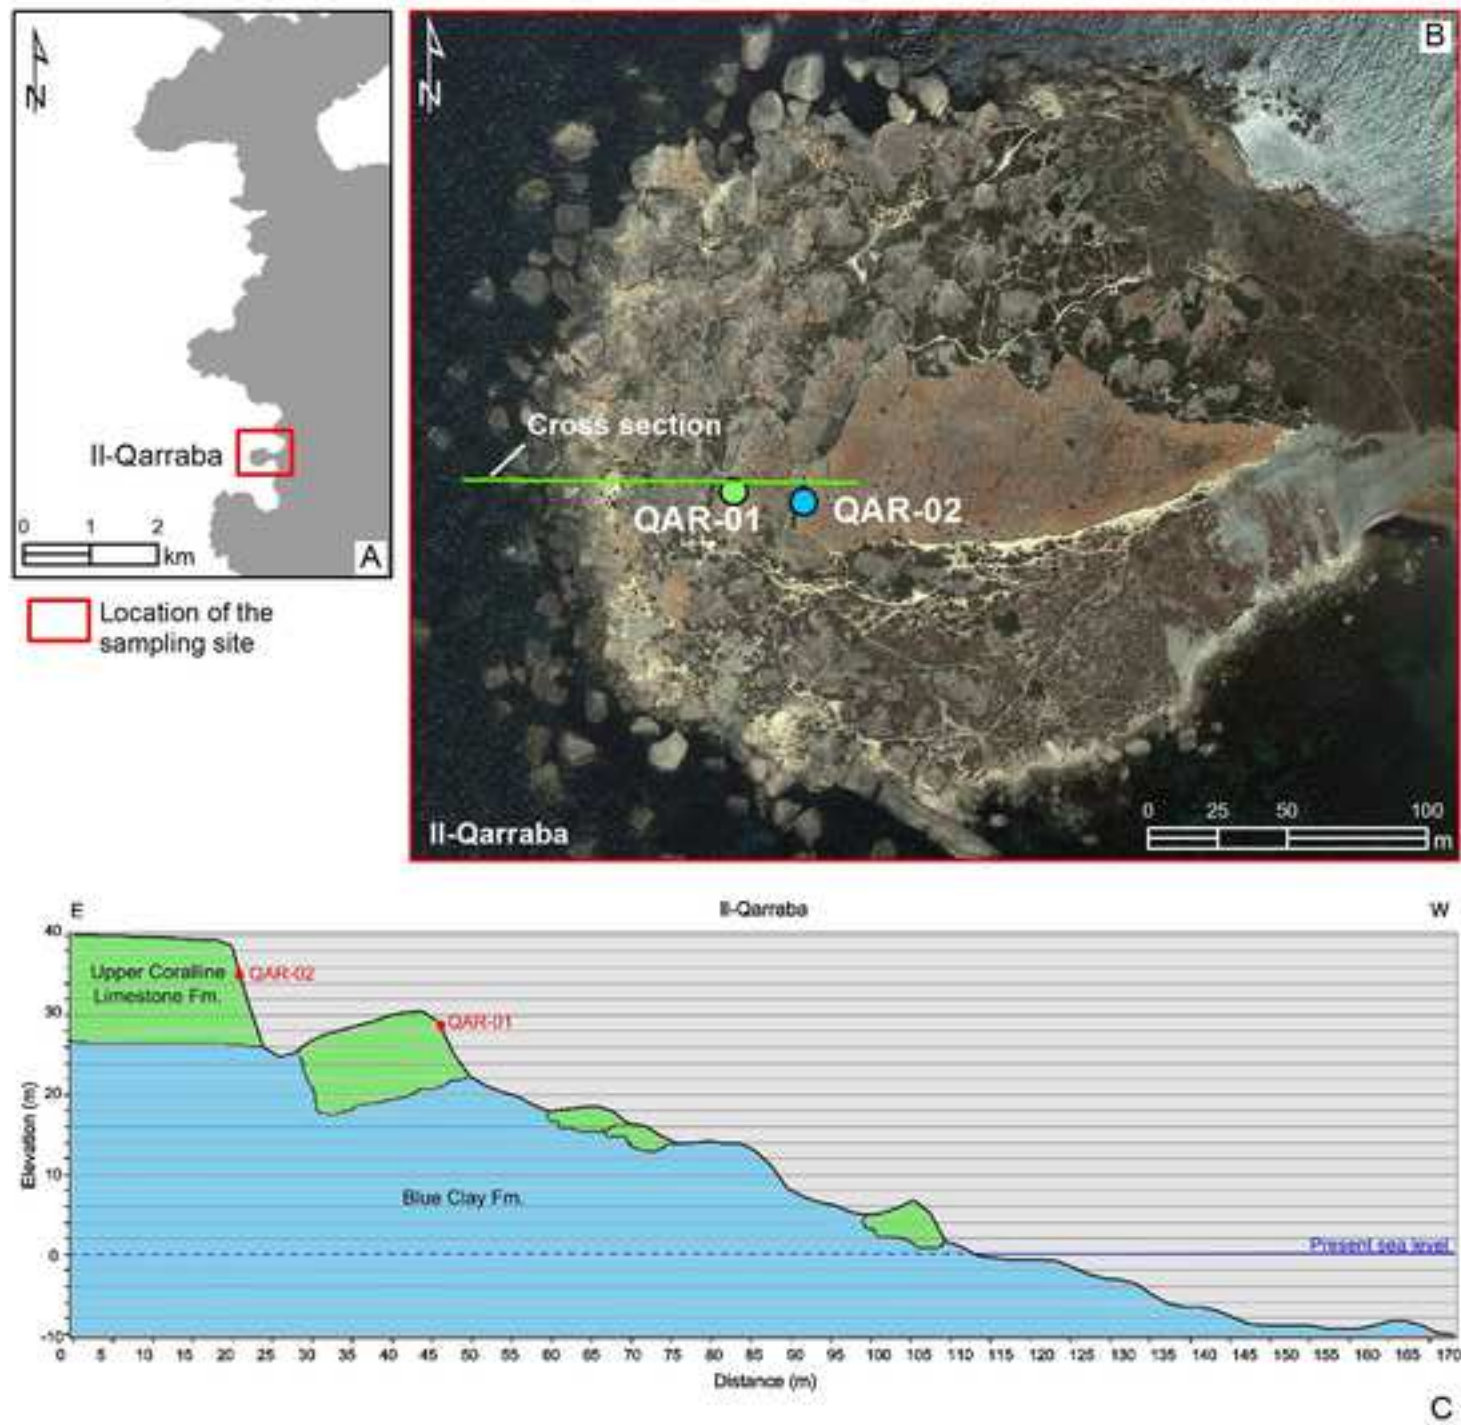 N
Il-Qarraba
0 1 2
km
A
Location of the
sampling site
N
B
Cross section
QAR-01
QAR-02
Il-Qarraba
0 25 50 100
m
E
Il-Qarraba
W
40
30
20
10
0
-10
Elevation (m)
Upper Coralline
Limestone Fm.
QAR-02
QAR-01
Blue Clay Fm.
Present sea level
0 5 10 15 20 25 30 35 40 45 50 55 60 65 70 75 80 85 90 95 100 105 110 115 120 125 130 135 140 145 150 155 160 165 170
Distance (m)
C